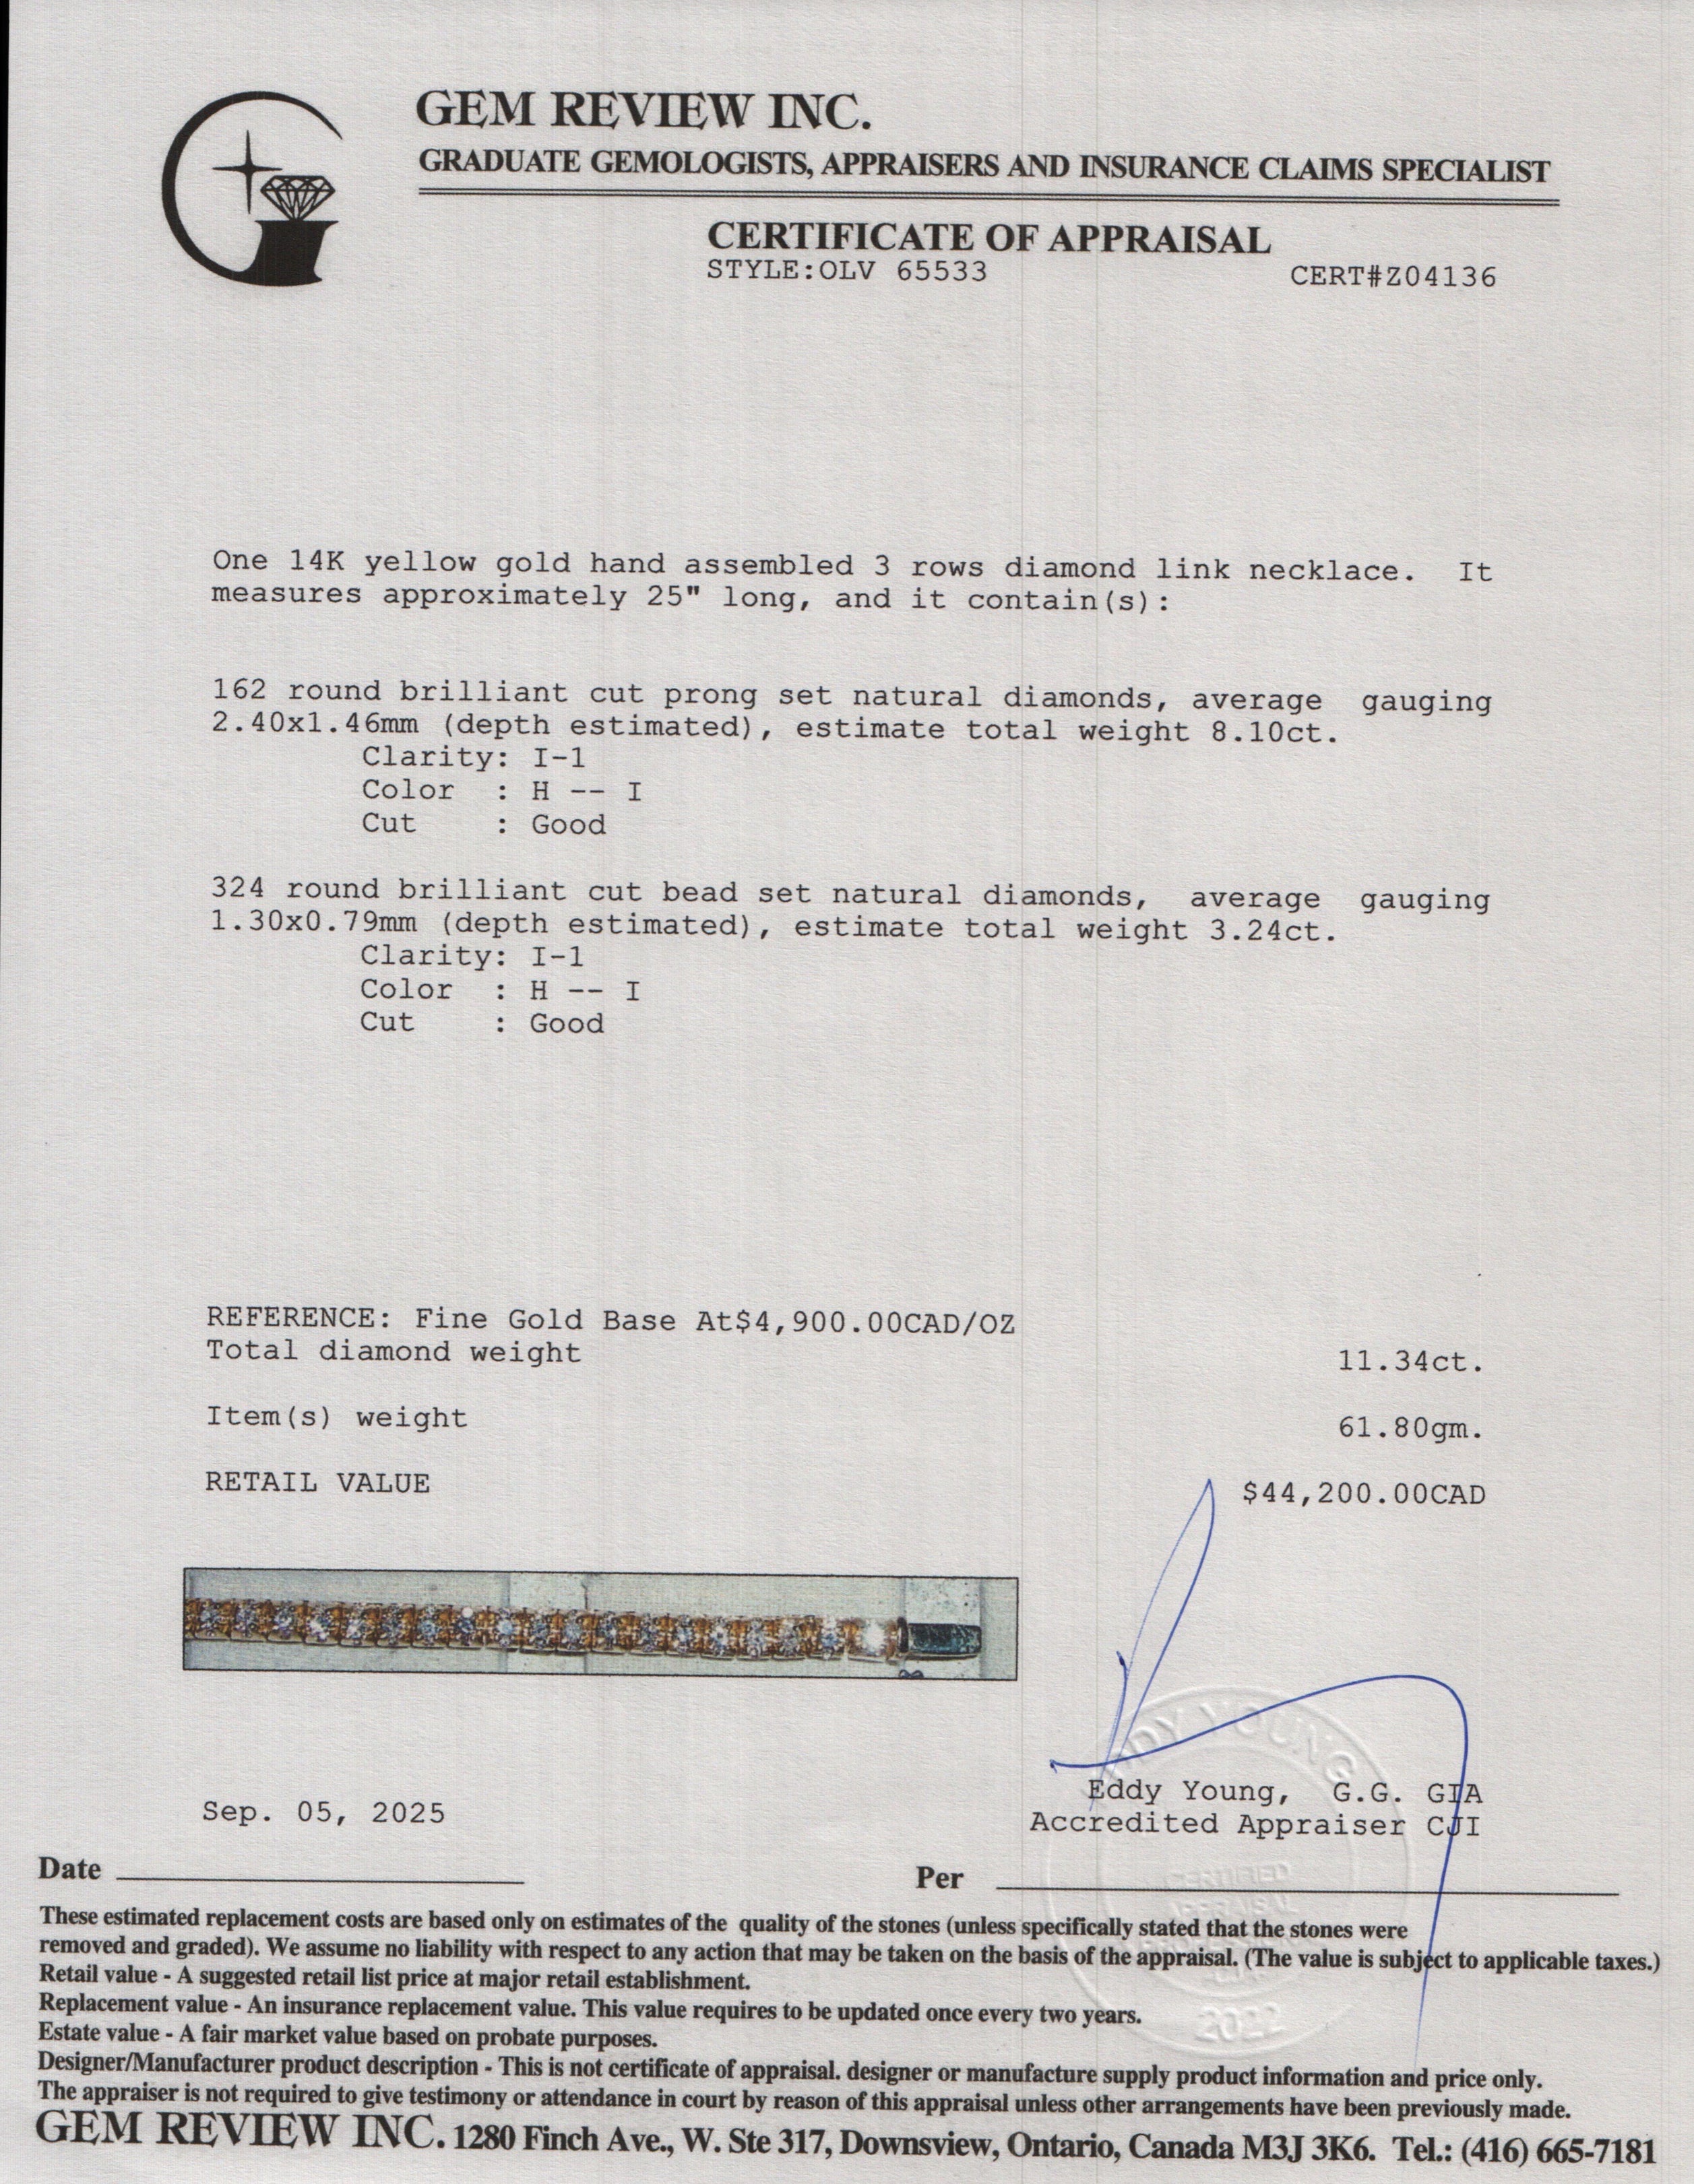 GEM REVIEW INC.
GRADUATE GEMOLOGISTS, APPRAISERS AND INSURANCE CLAIMS SPECIALIST
CERTIFICATE OF APPRAISAL
STYLE:OLV 65533 CERT#Z04136
One 14K yellow gold hand assembled 3 rows diamond link necklace. It
measures approximately 25" long, and it contain(s):
162 round brilliant cut prong set natural diamonds, average gauging
2.40x1.46mm (depth estimated), estimate total weight 8.10ct.
Clarity: I-1
Color : H -- I
Cut : Good
324 round brilliant cut bead set natural diamonds, average gauging
1.30x0.79mm (depth estimated), estimate total weight 3.24ct.
Clarity: I-1
Color : H -- I
Cut : Good
REFERENCE: Fine Gold Base At$4,900.00CAD/OZ
Total diamond weight 11.34ct.
Item(s) weight 61.80gm.
RETAIL VALUE $44,200.00CAD
EDDY YOUNG
Eddy Young, G.G. GIA
Sep. 05, 2025 Accredited Appraiser CJI
Date Per
CERTIFIED
APPRAISAL
2022
These estimated replacement costs are based only on estimates of the quality of the stones (unless specifically stated that the stones were
removed and graded). We assume no liability with respect to any action that may be taken on the basis of the appraisal. (The value is subject to applicable taxes.)
Retail value - A suggested retail list price at major retail establishment.
Replacement value - An insurance replacement value. This value requires to be updated once every two years.
Estate value - A fair market value based on probate purposes.
Designer/Manufacturer product description - This is not certificate of appraisal. designer or manufacture supply product information and price only.
The appraiser is not required to give testimony or attendance in court by reason of this appraisal unless other arrangements have been previously made.
GEM REVIEW INC. 1280 Finch Ave., W. Ste 317, Downsview, Ontario, Canada M3J 3K6. Tel.: (416) 665-7181